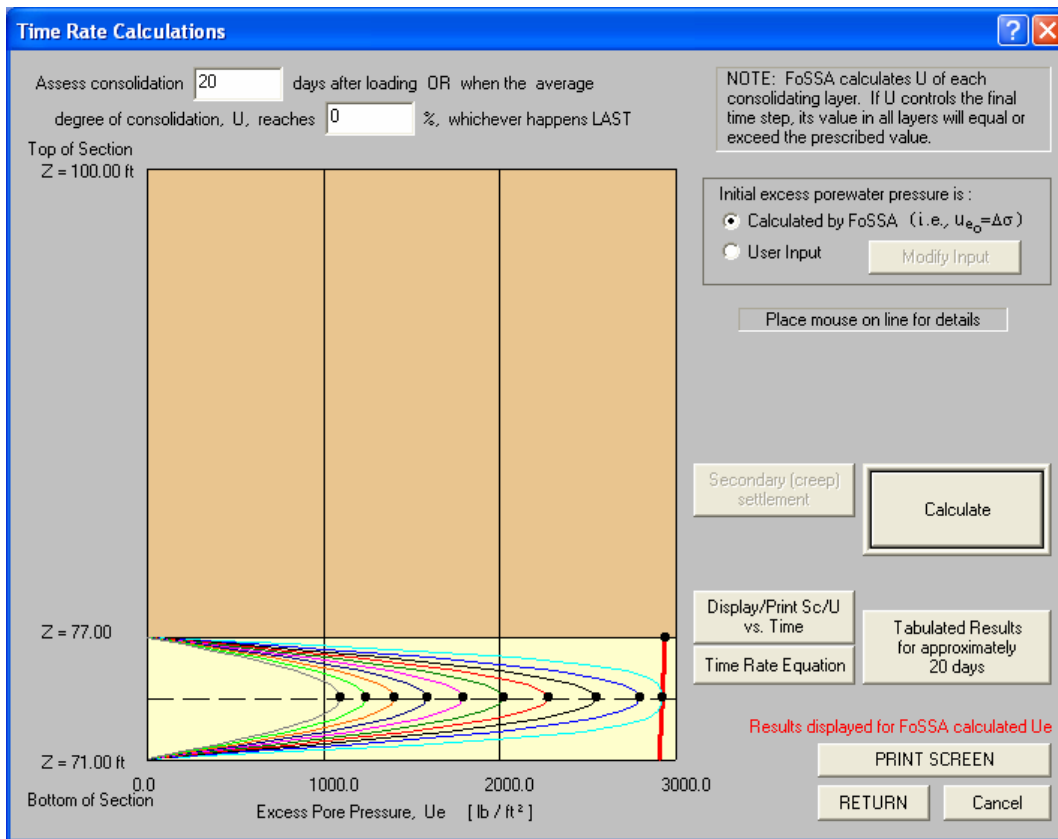 Time Rate Calculations
Assess consolidation 20 days after loading OR when the average
degree of consolidation, U, reaches 0 %, whichever happens LAST
NOTE: FoSSA calculates U of each
consolidating layer. If U controls the final
time step, its value in all layers will equal or
exceed the prescribed value.
Top of Section
Z = 100.00 ft
Initial excess porewater pressure is :
Calculated by FoSSA (i.e., ueo=Δσ)
User Input
Modify Input
Place mouse on line for details
Secondary (creep)
settlement
Calculate
Display/Print Sc/U
vs. Time
Time Rate Equation
Tabulated Results
for approximately
20 days
Z = 77.00
Z = 71.00 ft
Bottom of Section
0.0 1000.0 2000.0 3000.0
Excess Pore Pressure, Ue [ lb / ft² ]
Results displayed for FoSSA calculated Ue
PRINT SCREEN
RETURN
Cancel